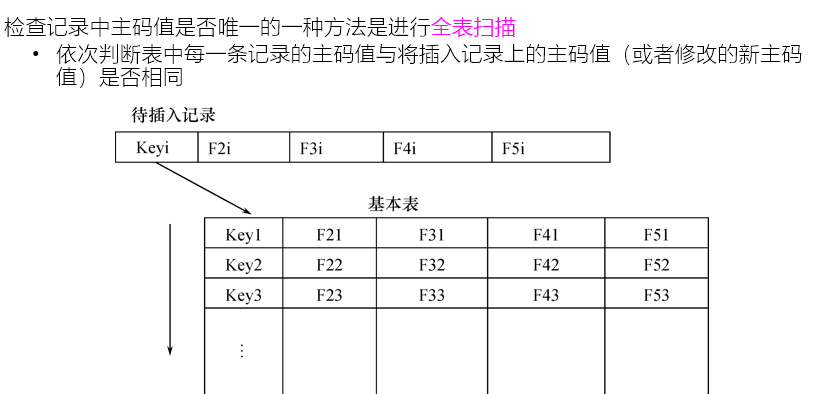 检查记录中主码值是否唯一的一种方法是进行全表扫描
• 依次判断表中每一条记录的主码值与将插入记录上的主码值（或者修改的新主码
值）是否相同
待插入记录
Keyi F2i F3i F4i F5i
基本表
Key1 F21 F31 F41 F51
Key2 F22 F32 F42 F52
Key3 F23 F33 F43 F53
⋮